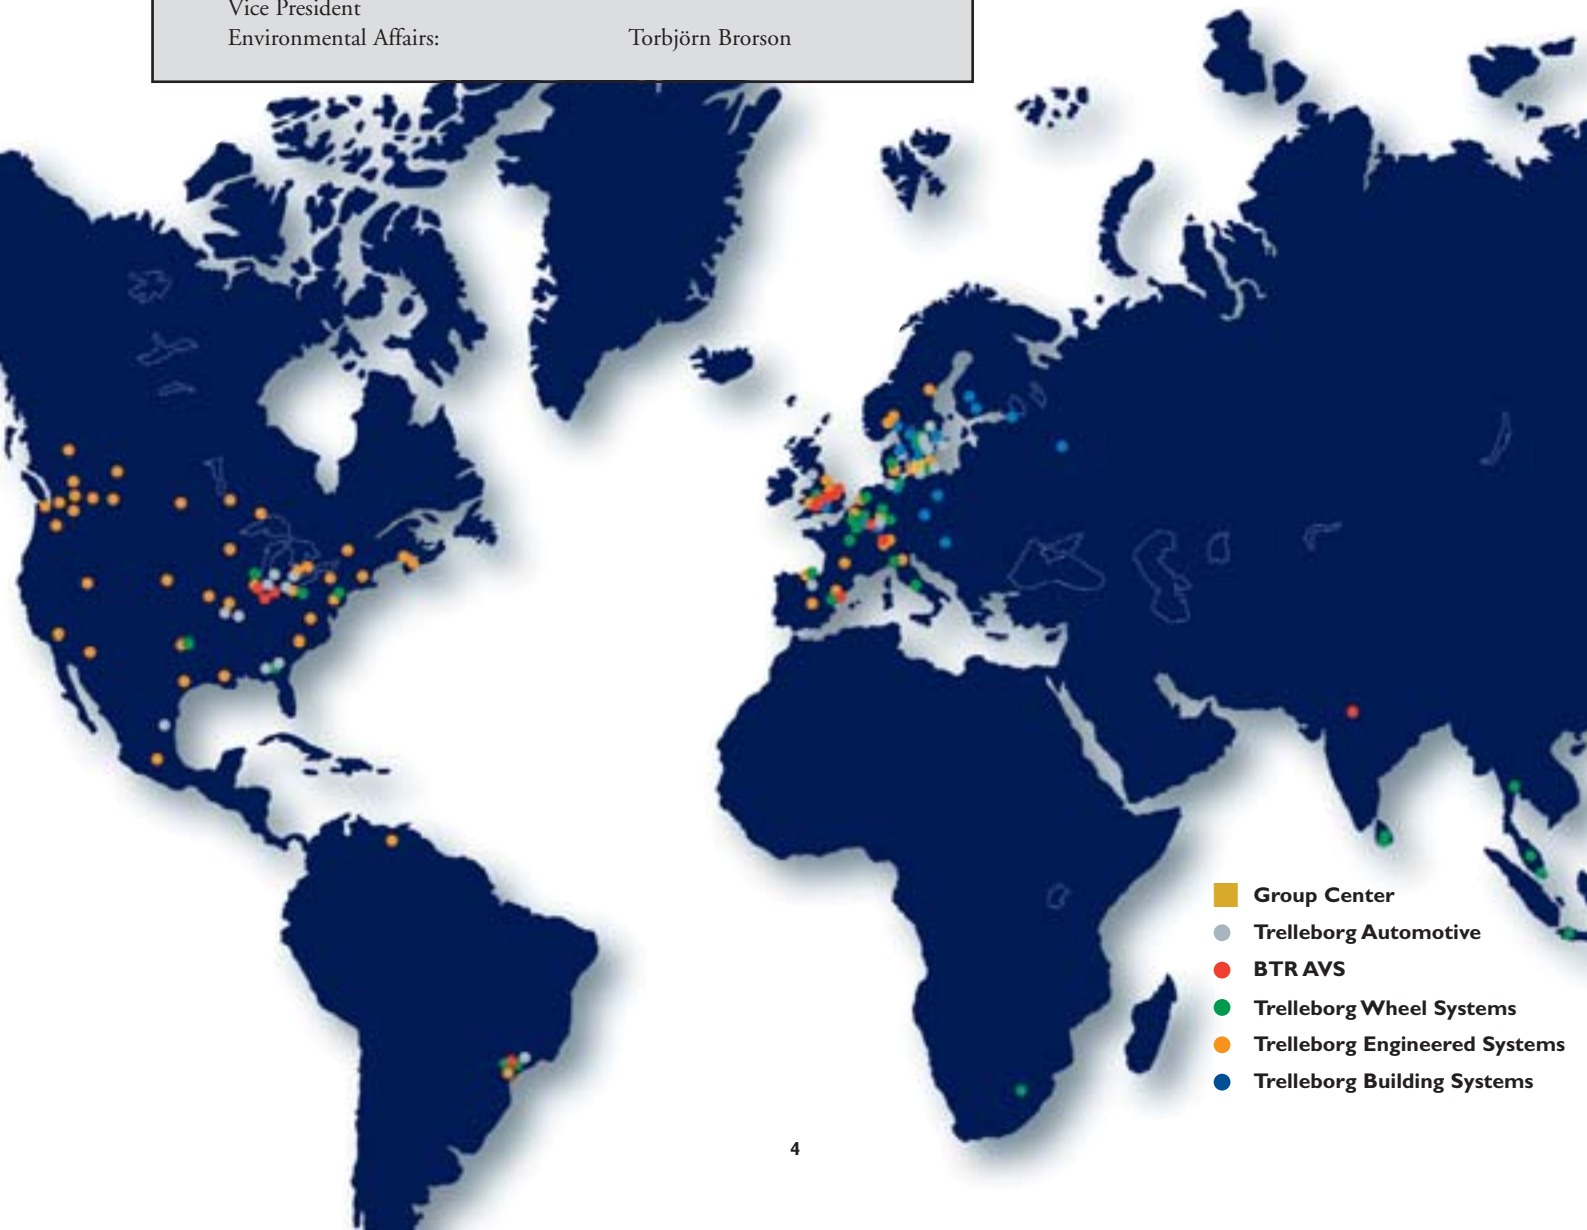 Vice President
Environmental Affairs: Torbjörn Brorson
Group Center
Trelleborg Automotive
BTR AVS
Trelleborg Wheel Systems
Trelleborg Engineered Systems
Trelleborg Building Systems
4